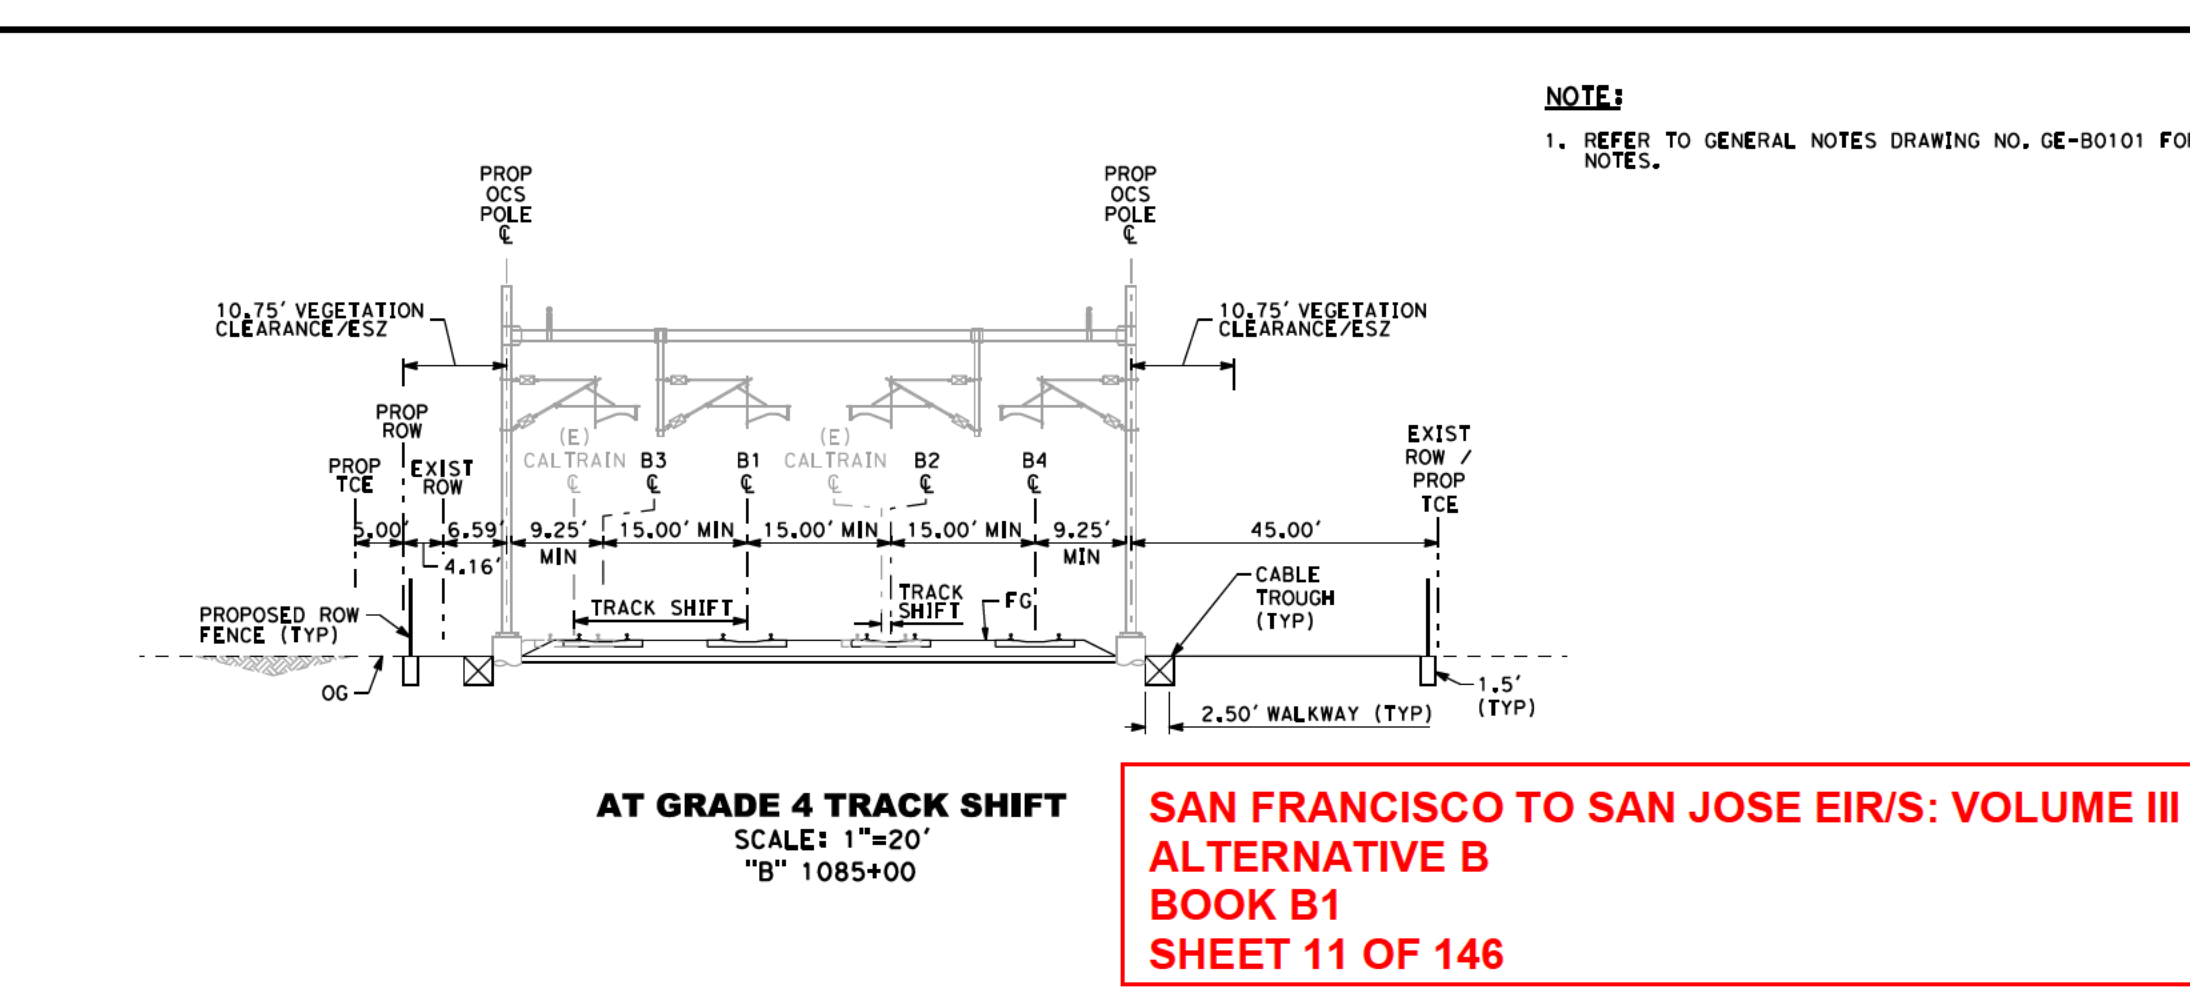 NOTE:
1. REFER TO GENERAL NOTES DRAWING NO. GE-B0101
NOTES.
PROP
OCS
POLE
℄
PROP
OCS
POLE
℄
10.75' VEGETATION
CLEARANCE/ESZ
10.75' VEGETATION
CLEARANCE/ESZ
PROP
ROW
PROP
TCE
EXIST
ROW
(E)
CALTRAIN
℄
B3
℄
B1
℄
(E)
CALTRAIN
℄
B2
℄
B4
℄
EXIST
ROW /
PROP
TCE
5.00'
4.16'
6.59'
9.25'
MIN
15.00' MIN
15.00' MIN
15.00' MIN
9.25'
MIN
45.00'
TRACK SHIFT
TRACK
SHIFT
FG
CABLE
TROUGH
(TYP)
PROPOSED ROW
FENCE (TYP)
OG
1.5'
(TYP)
2.50' WALKWAY (TYP)
AT GRADE 4 TRACK SHIFT
SCALE: 1"=20'
"B" 1085+00
SAN FRANCISCO TO SAN JOSE EIR/S: VOLUME III
ALTERNATIVE B
BOOK B1
SHEET 11 OF 146